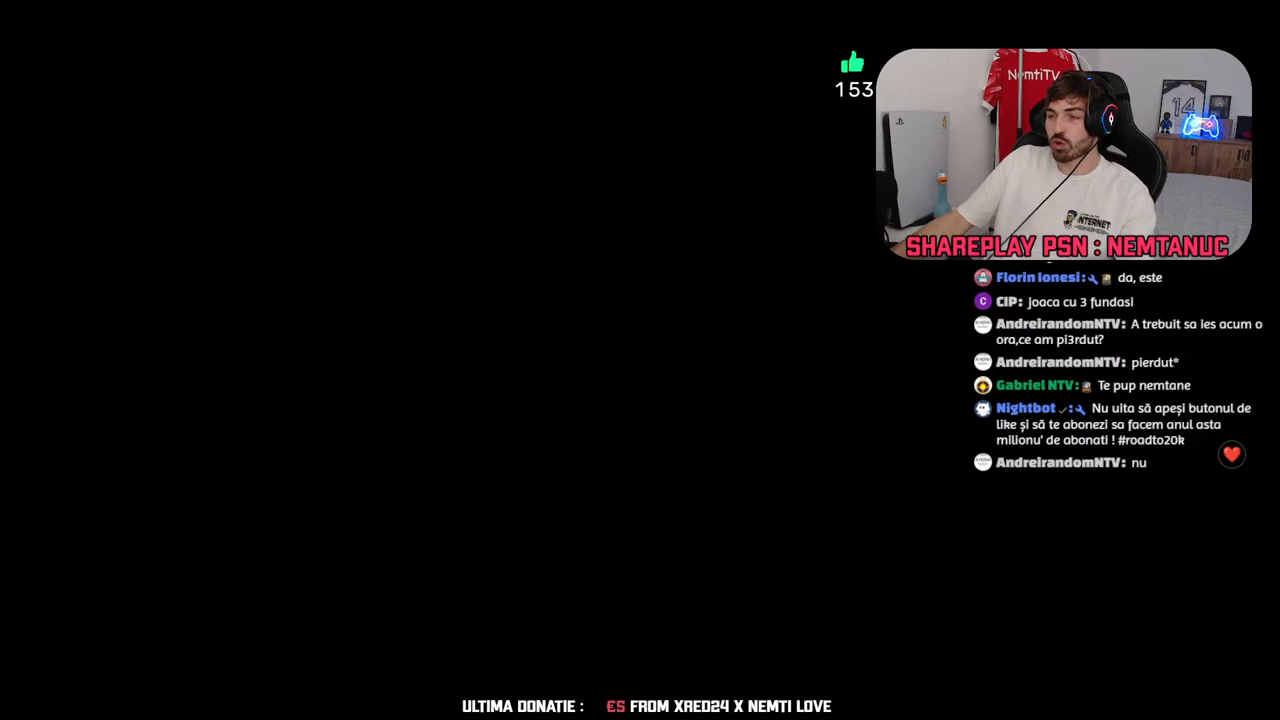 153
NemtiTV
14
INTERNET
SHAREPLAY PSN : NEMTANUC
Florin Ionesi: da, este
C CIP: joaca cu 3 fundasi
AndreirandomNTV: A trebuit sa ies acum o
ora,ce am pi3rdut?
AndreirandomNTV: pierdut*
Gabriel NTV: Te pup nemtane
Nightbot : Nu uita să apeși butonul de
like și să te abonezi sa facem anul asta
milionu' de abonati ! #roadto20k
AndreirandomNTV: nu
ULTIMA DONATIE : €5 FROM XRED24 X NEMTI LOVE